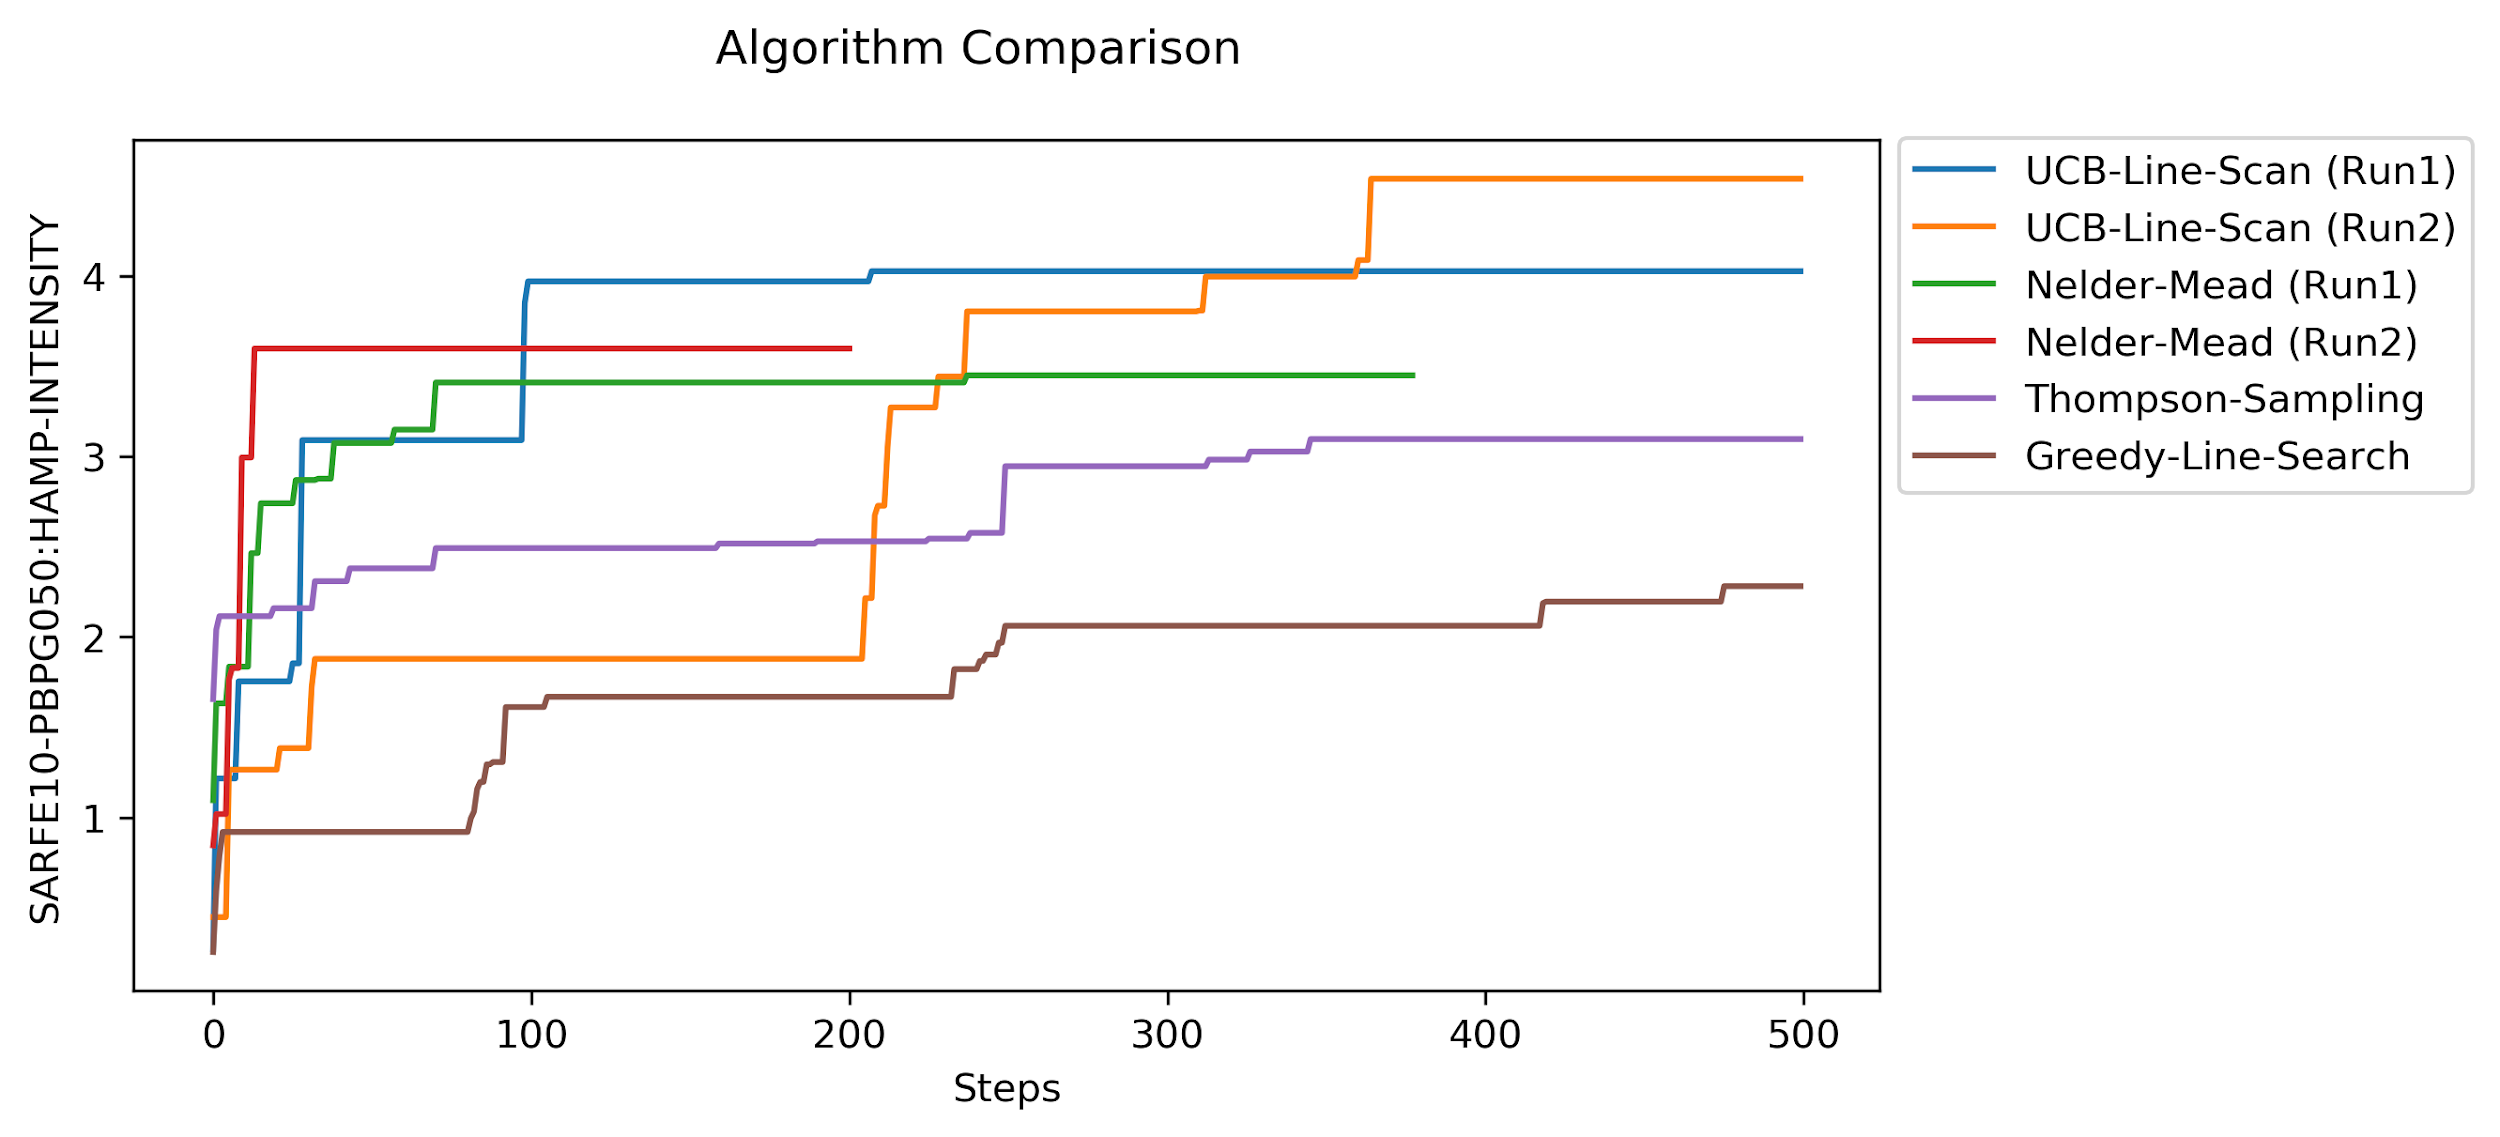 Algorithm Comparison
SARFE10-PBPG050:HAMP-INTENSITY
4
3
2
1
0
100
200
300
400
500
Steps
UCB-Line-Scan (Run1)
UCB-Line-Scan (Run2)
Nelder-Mead (Run1)
Nelder-Mead (Run2)
Thompson-Sampling
Greedy-Line-Search